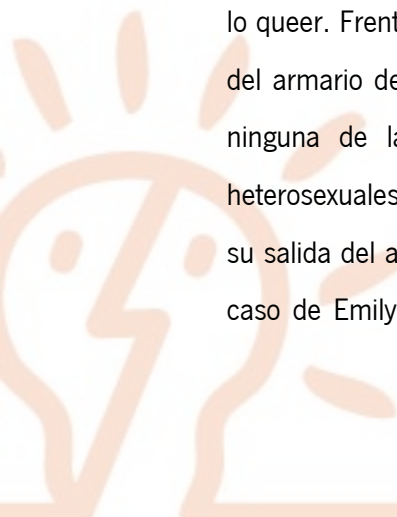 lo queer. Frent
del armario de
ninguna de la
heterosexuales
su salida del a
caso de Emily